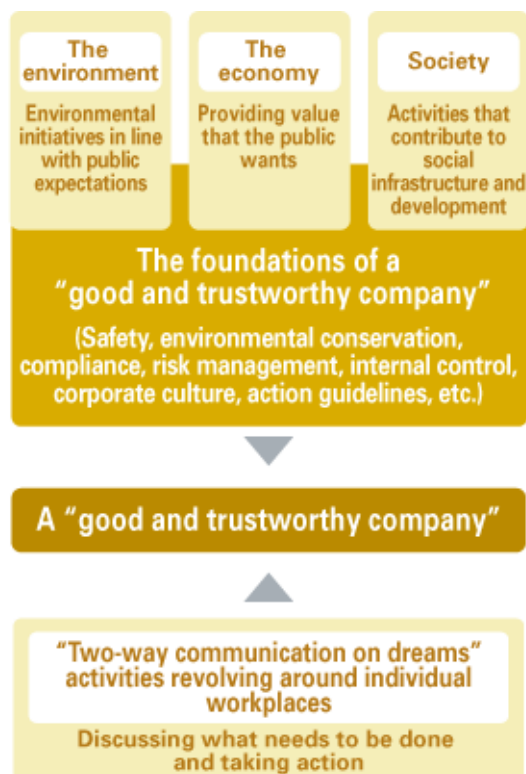 The
environment
Environmental
initiatives in line
with public
expectations
The
economy
Providing value
that the public
wants
Society
Activities that
contribute to
social
infrastructure and
development
The foundations of a
“good and trustworthy company”
(Safety, environmental conservation,
compliance, risk management, internal control,
corporate culture, action guidelines, etc.)
A “good and trustworthy company”
“Two-way communication on dreams”
activities revolving around individual
workplaces
Discussing what needs to be done
and taking action